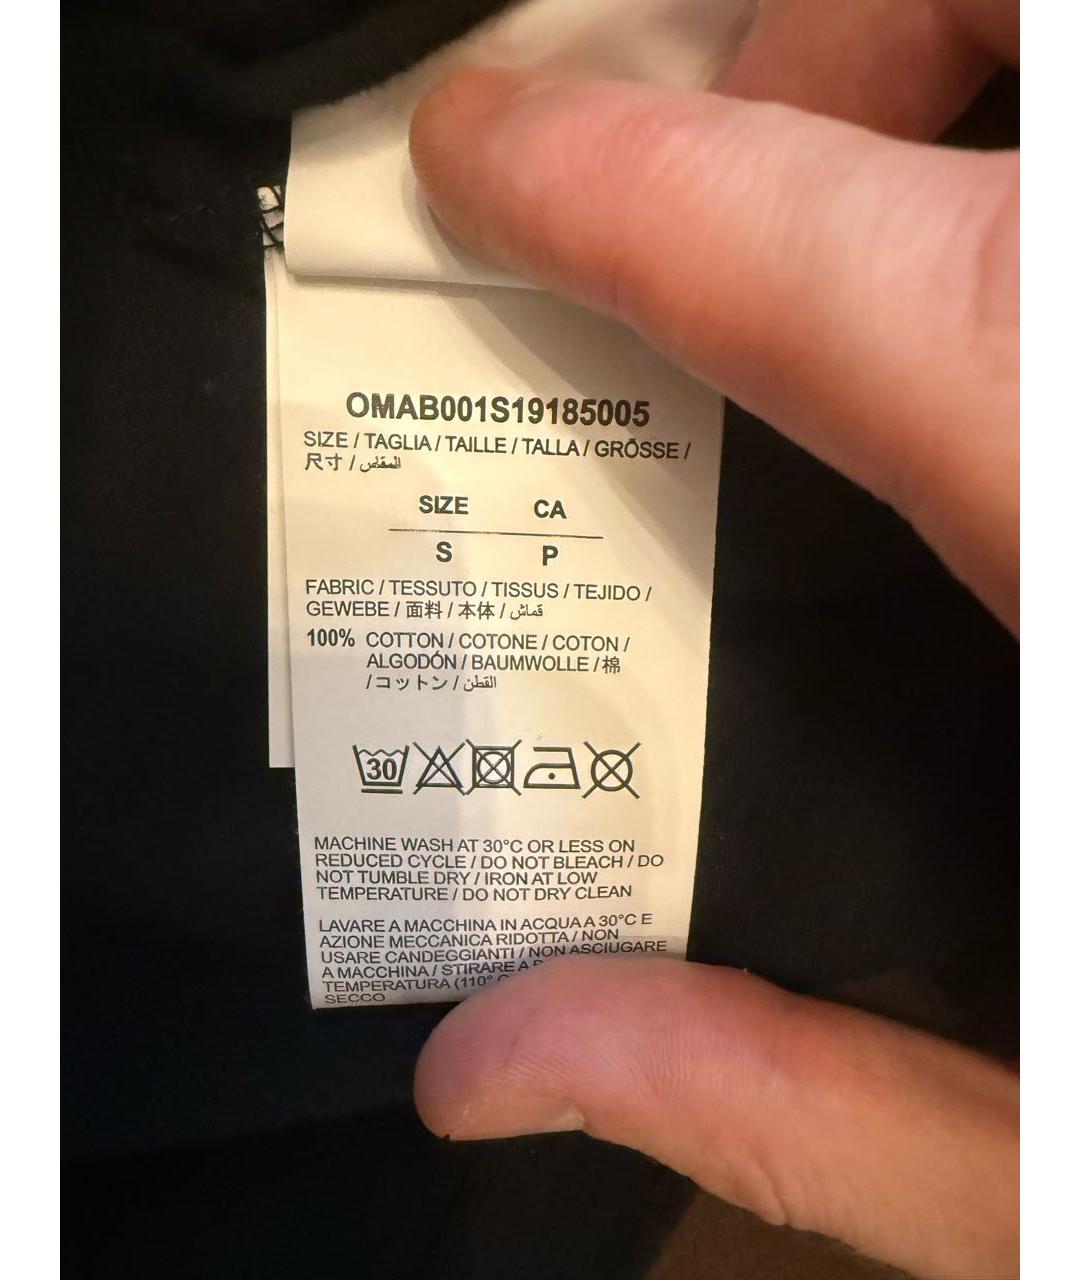 OMAB001S19185005
SIZE / TAGLIA / TAILLE / TALLA / GRÖSSE /
尺寸 / المقاس
SIZE CA
S P
FABRIC / TESSUTO / TISSUS / TEJIDO /
GEWEBE / 面料 / 本体 / قماش
100% COTTON / COTONE / COTON /
ALGODÓN / BAUMWOLLE / 棉
/ コットン / القطن
30
MACHINE WASH AT 30°C OR LESS ON
REDUCED CYCLE / DO NOT BLEACH / DO
NOT TUMBLE DRY / IRON AT LOW
TEMPERATURE / DO NOT DRY CLEAN
LAVARE A MACCHINA IN ACQUA A 30°C E
AZIONE MECCANICA RIDOTTA / NON
USARE CANDEGGIANTI / NON ASCIUGARE
A MACCHINA / STIRARE A
TEMPERATURA (110°
SECCO